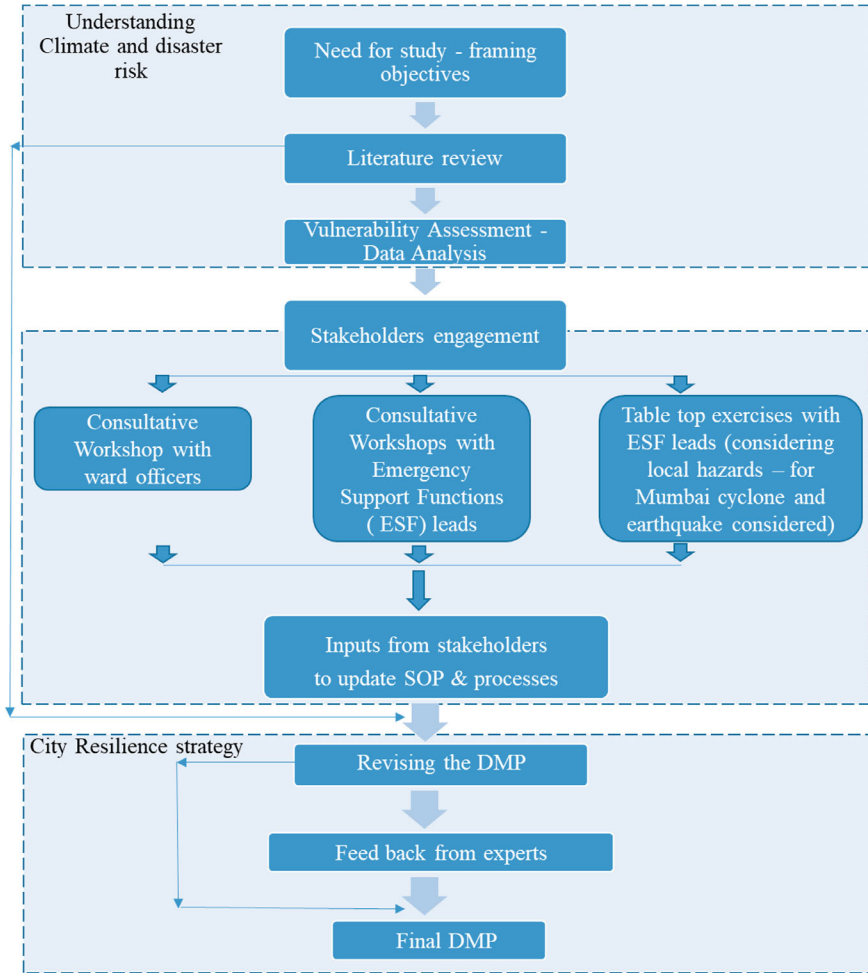 Understanding
Climate and disaster
risk
Need for study - framing
objectives
Literature review
Vulnerability Assessment -
Data Analysis
Stakeholders engagement
Consultative
Workshop with
ward officers
Consultative
Workshops with
Emergency
Support Functions
( ESF) leads
Table top exercises with
ESF leads (considering
local hazards – for
Mumbai cyclone and
earthquake considered)
Inputs from stakeholders
to update SOP & processes
City Resilience strategy
Revising the DMP
Feed back from experts
Final DMP